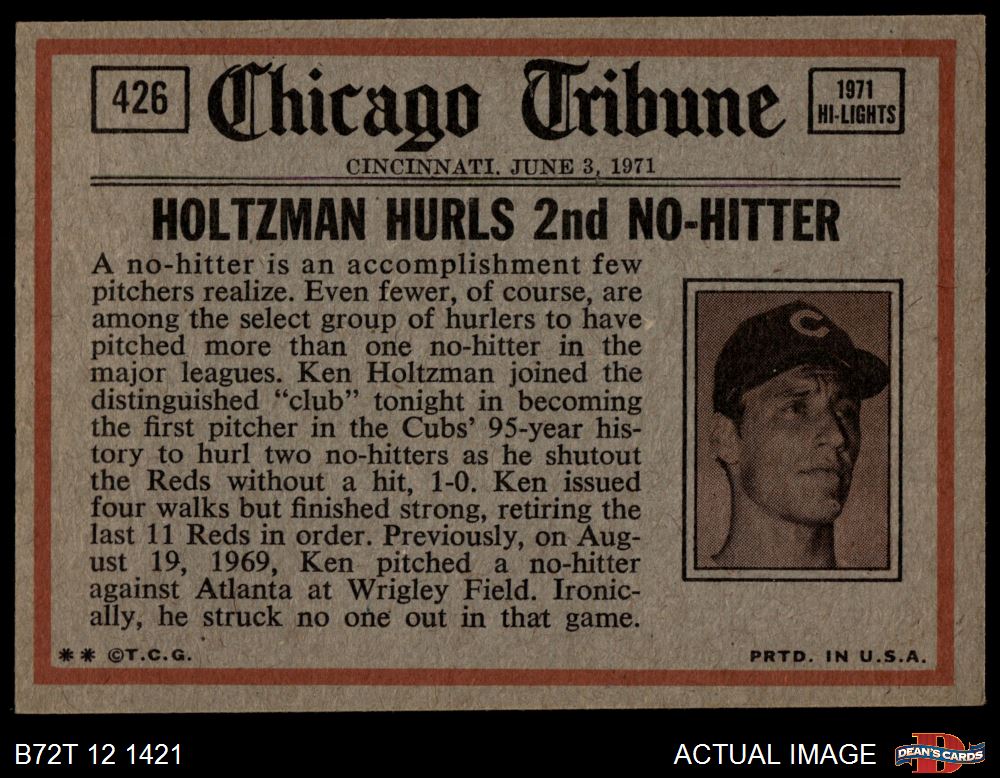 426
Chicago Tribune
1971
HI-LIGHTS
CINCINNATI. JUNE 3, 1971
HOLTZMAN HURLS 2nd NO-HITTER
A no-hitter is an accomplishment few
pitchers realize. Even fewer, of course, are
among the select group of hurlers to have
pitched more than one no-hitter in the
major leagues. Ken Holtzman joined the
distinguished “club” tonight in becoming
the first pitcher in the Cubs’ 95-year his-
tory to hurl two no-hitters as he shutout
the Reds without a hit, 1-0. Ken issued
four walks but finished strong, retiring the
last 11 Reds in order. Previously, on Aug-
ust 19, 1969, Ken pitched a no-hitter
against Atlanta at Wrigley Field. Ironic-
ally, he struck no one out in that game.
C
** ©T.C.G.
PRTD. IN U.S.A.
B72T 12 1421
ACTUAL IMAGE
D
DEAN'S CARDS